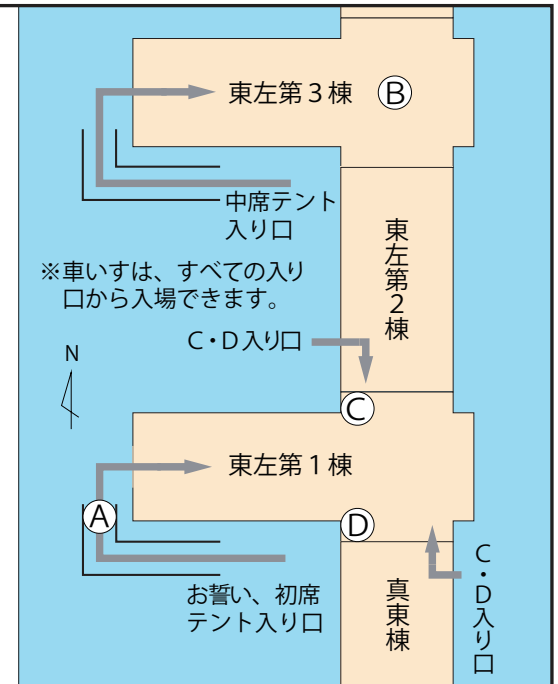 東左第3棟
Ⓑ
中席テント
入り口
東左第2棟
※車いすは、すべての入り
口から入場できます。
C・D入り口
N
Ⓒ
東左第1棟
Ⓐ
Ⓓ
お誓い、初席
テント入り口
真東棟
C・D入り口